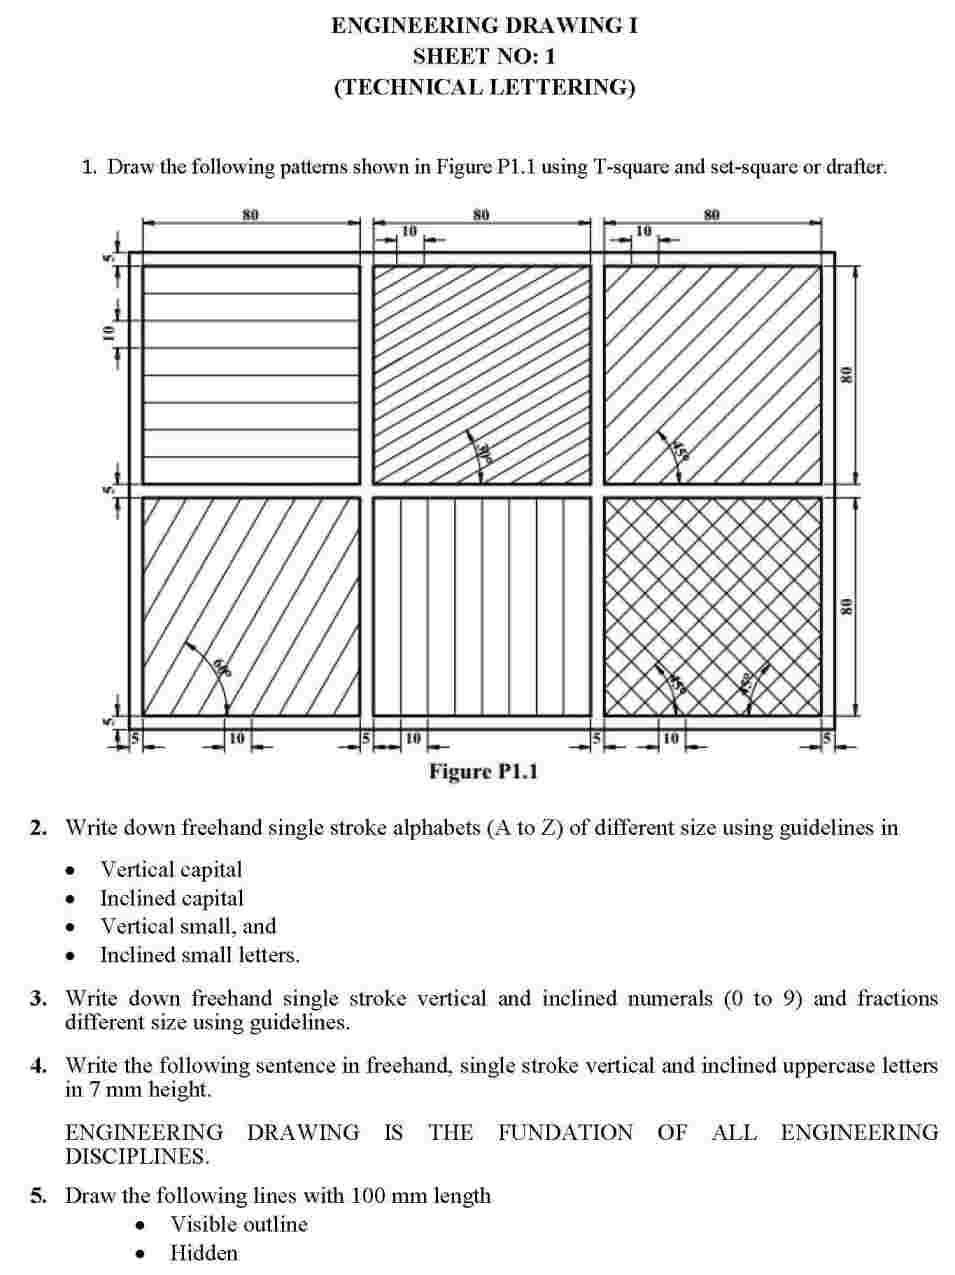 ENGINEERING DRAWING I
SHEET NO: 1
(TECHNICAL LETTERING)
1. Draw the following patterns shown in Figure P1.1 using T-square and set-square or drafter.
80 80 80
10 10
5
10
80
30° 45°
5
80
60° 45° 45°
5
5 10 5 10 5 10 5
Figure P1.1
2. Write down freehand single stroke alphabets (A to Z) of different size using guidelines in
• Vertical capital
• Inclined capital
• Vertical small, and
• Inclined small letters.
3. Write down freehand single stroke vertical and inclined numerals (0 to 9) and fractions
different size using guidelines.
4. Write the following sentence in freehand, single stroke vertical and inclined uppercase letters
in 7 mm height.
ENGINEERING DRAWING IS THE FUNDATION OF ALL ENGINEERING
DISCIPLINES.
5. Draw the following lines with 100 mm length
• Visible outline
• Hidden